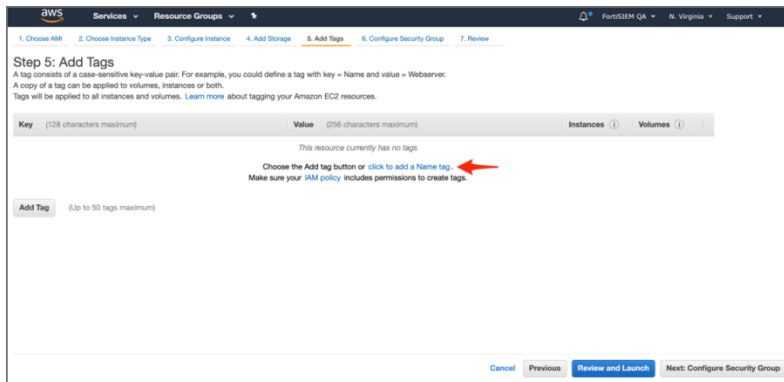 aws Services Resource Groups FortiSIEM QA N. Virginia Support
1. Choose AMI 2. Choose Instance Type 3. Configure Instance 4. Add Storage 5. Add Tags 6. Configure Security Group 7. Review
Step 5: Add Tags
A tag consists of a case-sensitive key-value pair. For example, you could define a tag with key = Name and value = Webserver.
A copy of a tag can be applied to volumes, instances or both.
Tags will be applied to all instances and volumes. Learn more about tagging your Amazon EC2 resources.
Key (128 characters maximum) Value (256 characters maximum) Instances i Volumes i
This resource currently has no tags
Choose the Add tag button or click to add a Name tag.
Make sure your IAM policy includes permissions to create tags.
Add Tag (Up to 50 tags maximum)
Cancel Previous Review and Launch Next: Configure Security Group